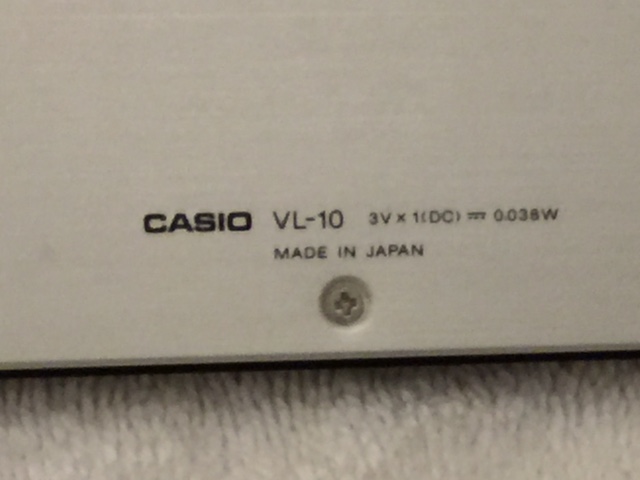 CASIO VL-10 3V x 1(DC) ⎓ 0.038W
MADE IN JAPAN